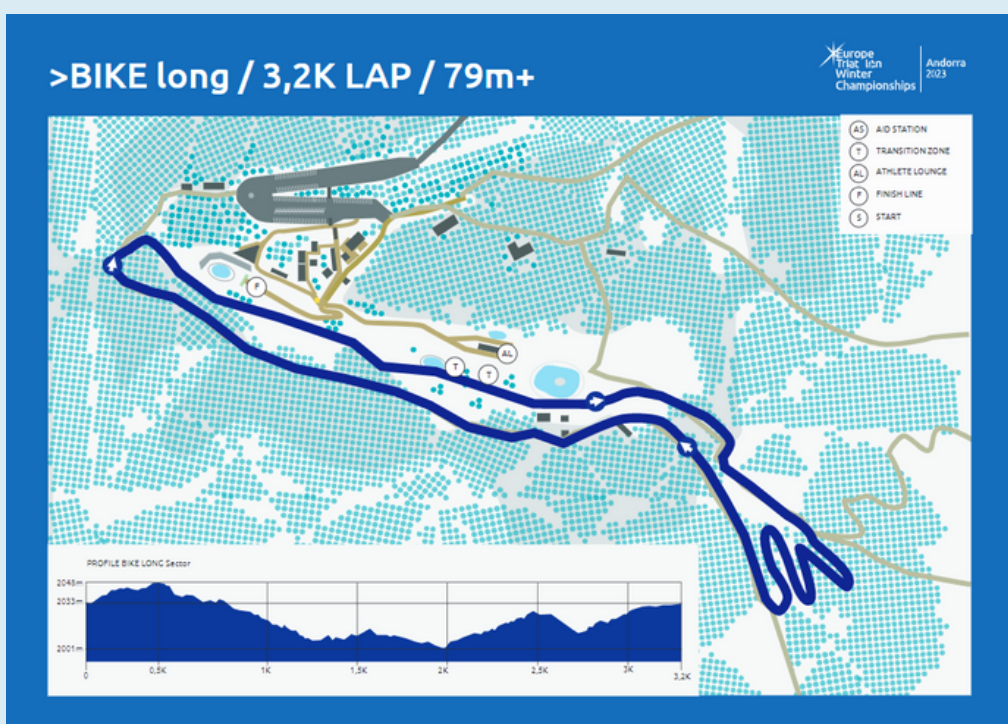 >BIKE long / 3,2K LAP / 79m+
Europe
Triatlon
Winter
Championships
Andorra
2023
AS AID STATION
T TRANSITION ZONE
AL ATHLETE LOUNGE
F FINISH LINE
S START
F
AL
T
T
PROFILE BIKE LONG Sector
2048m
2033m
2001m
0
0,5K
1K
1,5K
2K
2,5K
3K
3,2K